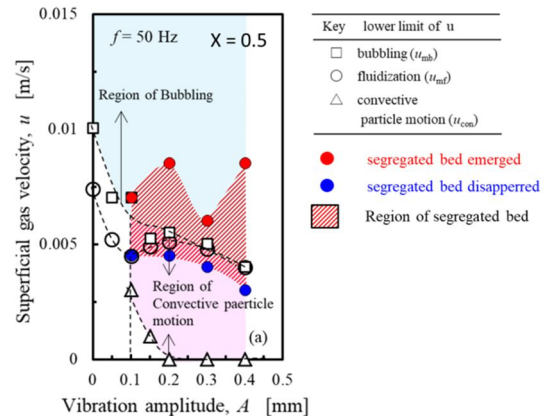 0.015
f = 50 Hz
X = 0.5
Region of Bubbling
0.01
Superficial gas velocity, u [m/s]
0.005
Region of
Convective paerticle
motion
(a)
0
0
0.1
0.2
0.3
0.4
0.5
Vibration amplitude, A [mm]
Key lower limit of u
bubbling (umb)
fluidization (umf)
convective
particle motion (ucon)
segregated bed emerged
segregated bed disapperred
Region of segregated bed